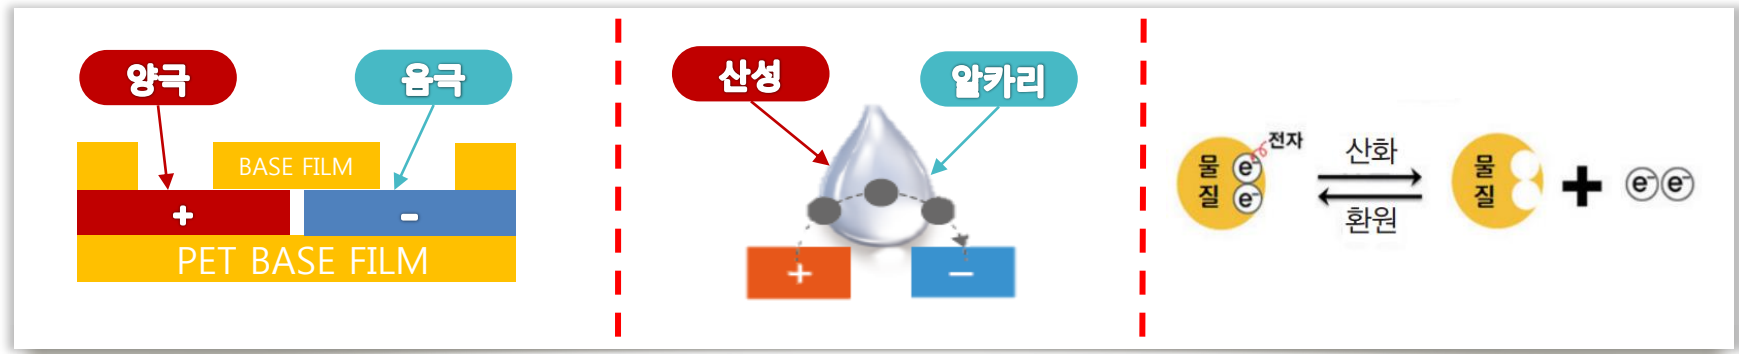 양극
음극
BASE FILM
+
-
PET BASE FILM
산성
알카리
+
-
물질
e⁻
e⁻
전자
산화
환원
물질
+
e⁻ e⁻